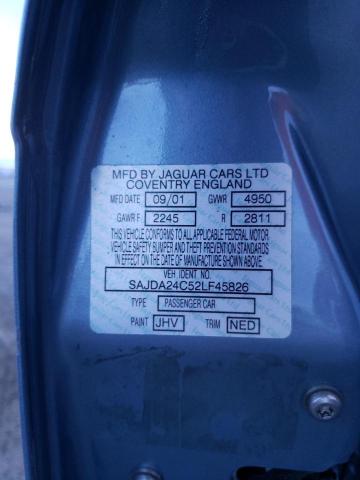 MFD BY JAGUAR CARS LTD
COVENTRY ENGLAND
MFD DATE 09/01 GVWR 4950
GAWR F. 2245 R 2811
THIS VEHICLE CONFORMS TO ALL APPLICABLE FEDERAL MOTOR
VEHICLE SAFETY BUMPER AND THEFT PREVENTION STANDARDS
IN EFFECT ON THE DATE OF MANUFACTURE SHOWN ABOVE
VEH IDENT NO.
SAJDA24C52LF45826
TYPE PASSENGER CAR
PAINT JHV TRIM NED